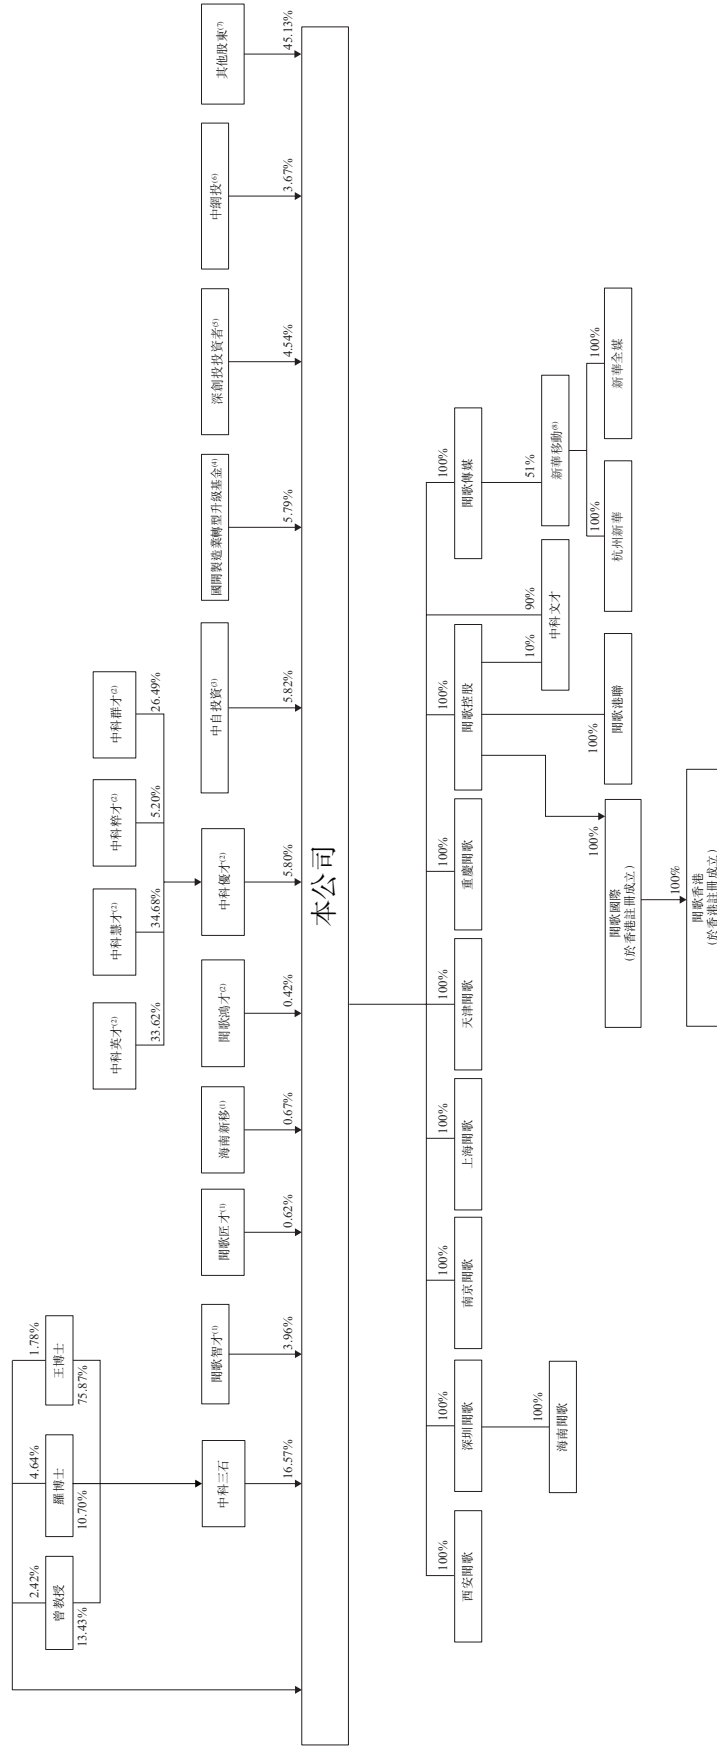 2.42%
4.64%
1.78%
曾教授
羅博士
王博士
13.43%
10.70%
75.87%
中科英才(2)
中科慧才(2)
中科粹才(2)
中科群才(2)
33.62%
34.68%
5.20%
26.49%
中科三石
聞歌智才(1)
聞歌匠才(1)
海南新移(1)
聞歌鴻才(2)
中科優才(2)
中自投資(3)
國開製造業轉型升級基金(4)
深創投投資者(5)
中網投(6)
其他股東(7)
16.57%
3.96%
0.62%
0.67%
0.42%
5.80%
5.82%
5.79%
4.54%
3.67%
45.13%
本公司
100%
100%
100%
100%
100%
100%
100%
100%
西安聞歌
深圳聞歌
南京聞歌
上海聞歌
天津聞歌
重慶聞歌
聞歌控股
聞歌傳媒
100%
10%
90%
51%
海南聞歌
中科文才
新華移動(8)
100%
100%
100%
100%
聞歌國際
(於香港註冊成立)
聞歌港聯
杭州新華
新華全媒
100%
聞歌香港
(於香港註冊成立)